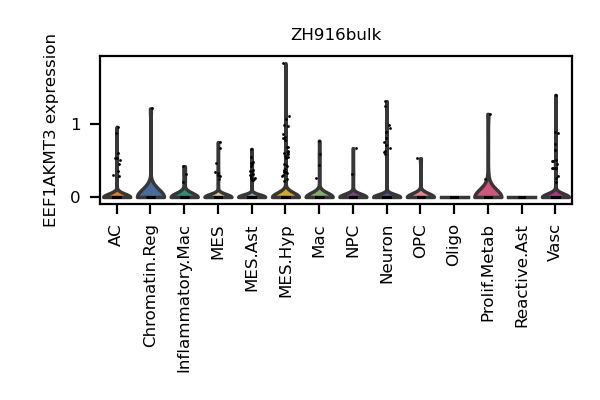 ZH916bulk
EEF1AKMT3 expression
1
0
AC
Chromatin.Reg
Inflammatory.Mac
MES
MES.Ast
MES.Hyp
Mac
NPC
Neuron
OPC
Oligo
Prolif.Metab
Reactive.Ast
Vasc